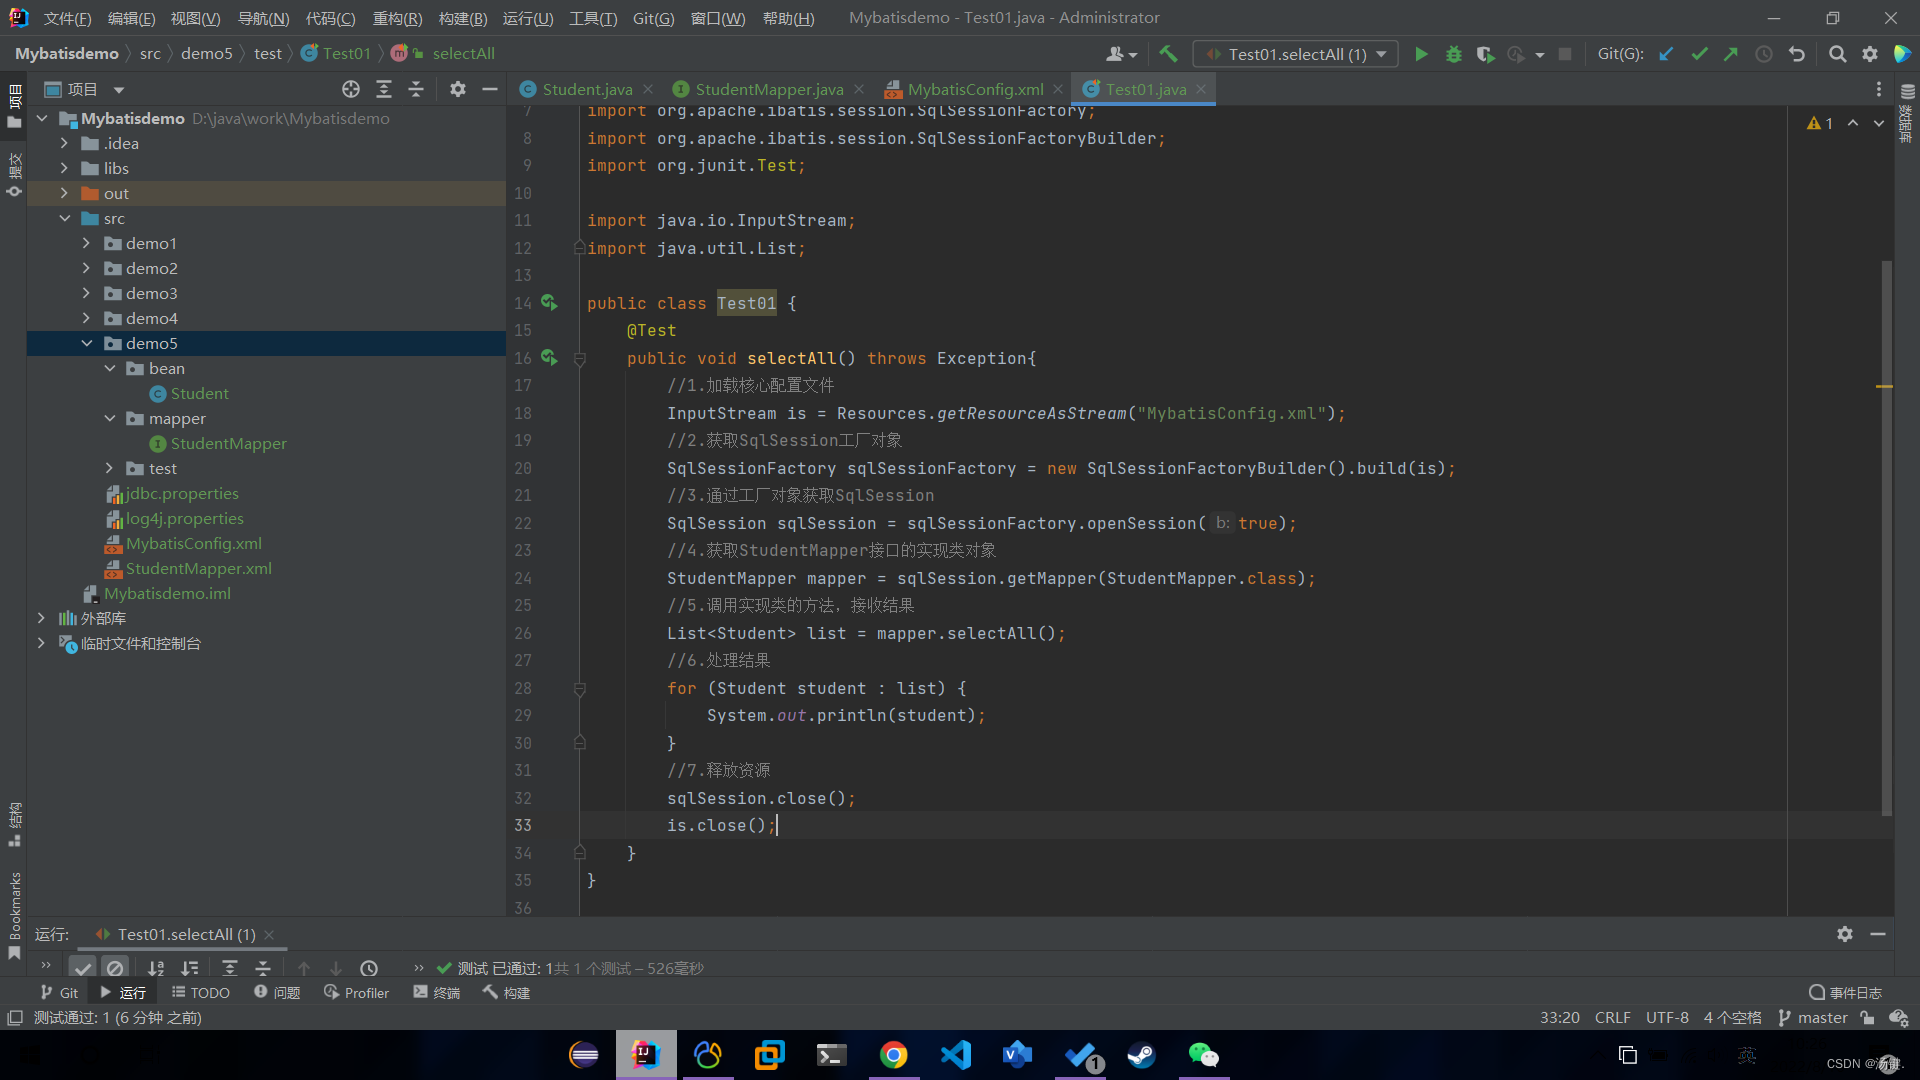 文件(F) 编辑(E) 视图(V) 导航(N) 代码(C) 重构(R) 构建(B) 运行(U) 工具(T) Git(G) 窗口(W) 帮助(H) Mybatisdemo - Test01.java - Administrator
Mybatisdemo src demo5 test Test01 selectAll Test01.selectAll (1) Git(G):
项目 Student.java StudentMapper.java MybatisConfig.xml Test01.java
项目
提交
结构
Bookmarks
数据库
1
Mybatisdemo D:\java\work\Mybatisdemo
.idea
libs
out
src
demo1
demo2
demo3
demo4
demo5
bean
Student
mapper
StudentMapper
test
jdbc.properties
log4j.properties
MybatisConfig.xml
StudentMapper.xml
Mybatisdemo.iml
外部库
临时文件和控制台
7 import org.apache.ibatis.session.SqlSessionFactory;
8 import org.apache.ibatis.session.SqlSessionFactoryBuilder;
9 import org.junit.Test;
10
11 import java.io.InputStream;
12 import java.util.List;
13
14 public class Test01 {
15 @Test
16 public void selectAll() throws Exception{
17 //1.加载核心配置文件
18 InputStream is = Resources.getResourceAsStream("MybatisConfig.xml");
19 //2.获取SqlSession工厂对象
20 SqlSessionFactory sqlSessionFactory = new SqlSessionFactoryBuilder().build(is);
21 //3.通过工厂对象获取SqlSession
22 SqlSession sqlSession = sqlSessionFactory.openSession( b: true);
23 //4.获取StudentMapper接口的实现类对象
24 StudentMapper mapper = sqlSession.getMapper(StudentMapper.class);
25 //5.调用实现类的方法，接收结果
26 List<Student> list = mapper.selectAll();
27 //6.处理结果
28 for (Student student : list) {
29 System.out.println(student);
30 }
31 //7.释放资源
32 sqlSession.close();
33 is.close();
34 }
35 }
36
运行: Test01.selectAll (1)
测试 已通过: 1共 1 个测试 – 526毫秒
Git 运行 TODO 问题 Profiler 终端 构建 事件日志
测试通过: 1 (6 分钟 之前) 33:20 CRLF UTF-8 4 个空格 master
1 英
CSDN @汤键.